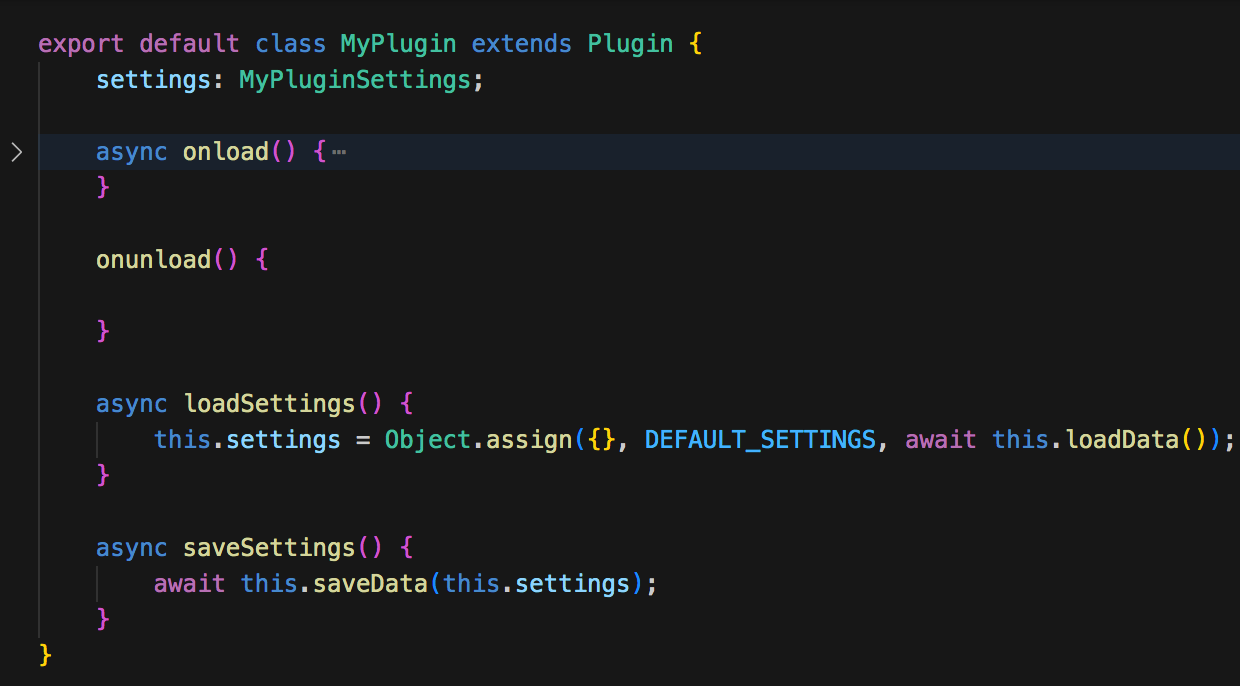 export default class MyPlugin extends Plugin {
settings: MyPluginSettings;
async onload() {⋯
}
onunload() {
}
async loadSettings() {
this.settings = Object.assign({}, DEFAULT_SETTINGS, await this.loadData());
}
async saveSettings() {
await this.saveData(this.settings);
}
}